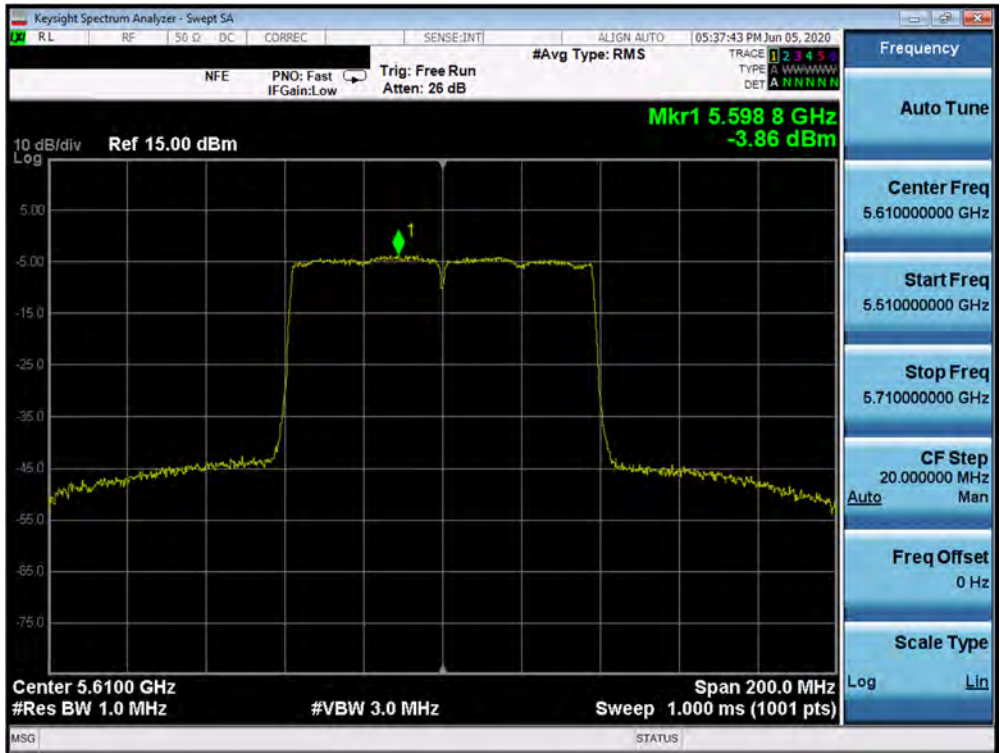 Keysight Spectrum Analyzer - Swept SA
LXI RL RF 50 Ω DC CORREC SENSE:INT ALIGN AUTO 05:37:43 PM Jun 05, 2020
#Avg Type: RMS TRACE 1 2 3 4 5 6
NFE PNO: Fast Trig: Free Run TYPE A WWWWW
IFGain:Low Atten: 26 dB DET A N N N N N
Mkr1 5.598 8 GHz
-3.86 dBm
10 dB/div Ref 15.00 dBm
Log
1
5.00
-5.00
-15.0
-25.0
-35.0
-45.0
-55.0
-65.0
-75.0
Center 5.6100 GHz Span 200.0 MHz
#Res BW 1.0 MHz #VBW 3.0 MHz Sweep 1.000 ms (1001 pts)
MSG STATUS
Frequency
Auto Tune
Center Freq
5.610000000 GHz
Start Freq
5.510000000 GHz
Stop Freq
5.710000000 GHz
CF Step
20.000000 MHz
Auto Man
Freq Offset
0 Hz
Scale Type
Log Lin